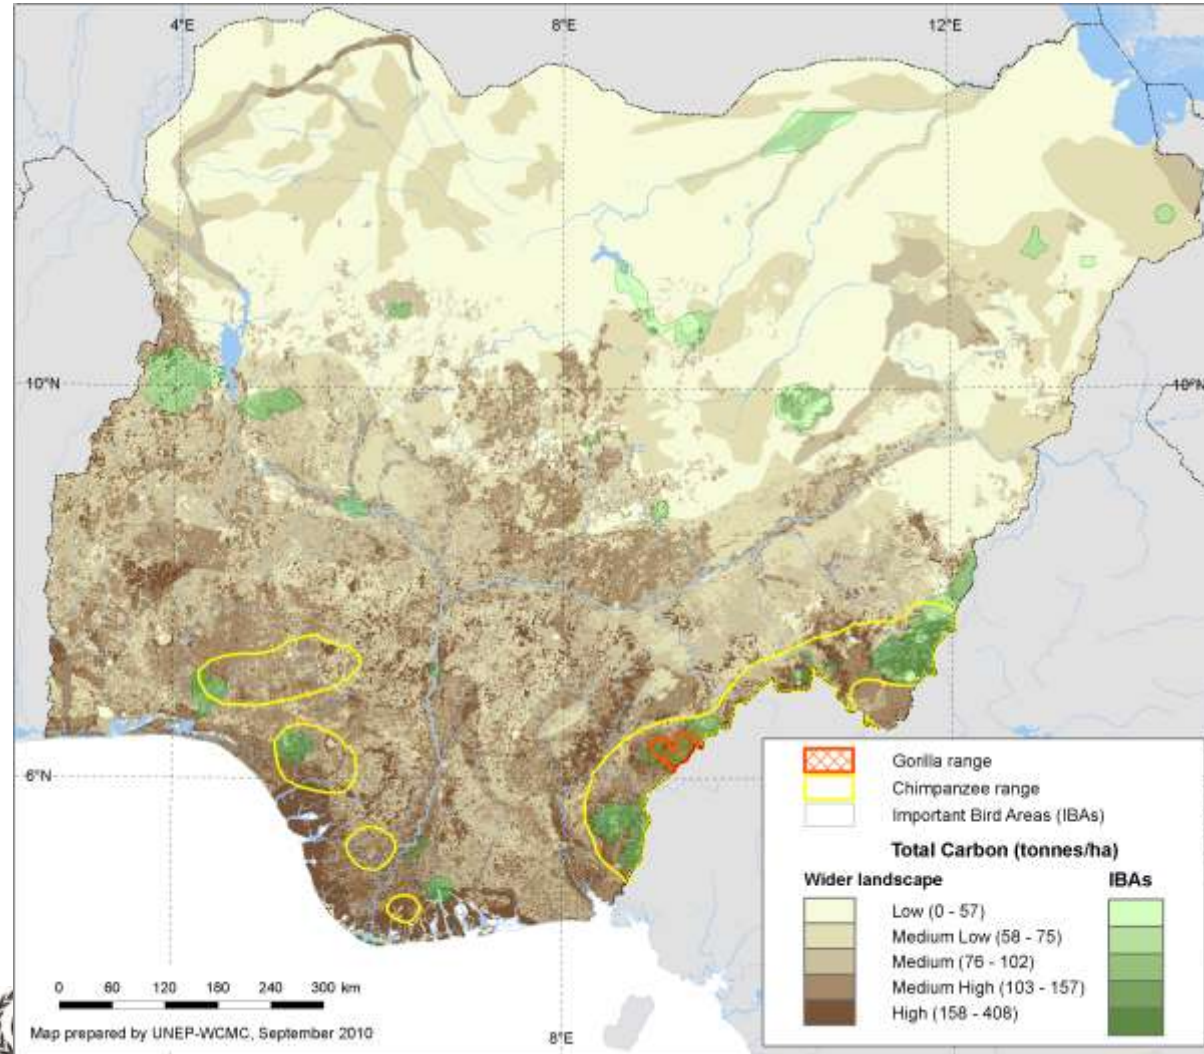 4°E 8°E 12°E
10°N 10°N
6°N
Gorilla range
Chimpanzee range
Important Bird Areas (IBAs)
Total Carbon (tonnes/ha)
Wider landscape IBAs
Low (0 - 57)
Medium Low (58 - 75)
Medium (76 - 102)
Medium High (103 - 157)
High (158 - 408)
0 60 120 180 240 300 km
Map prepared by UNEP-WCMC, September 2010
8°E